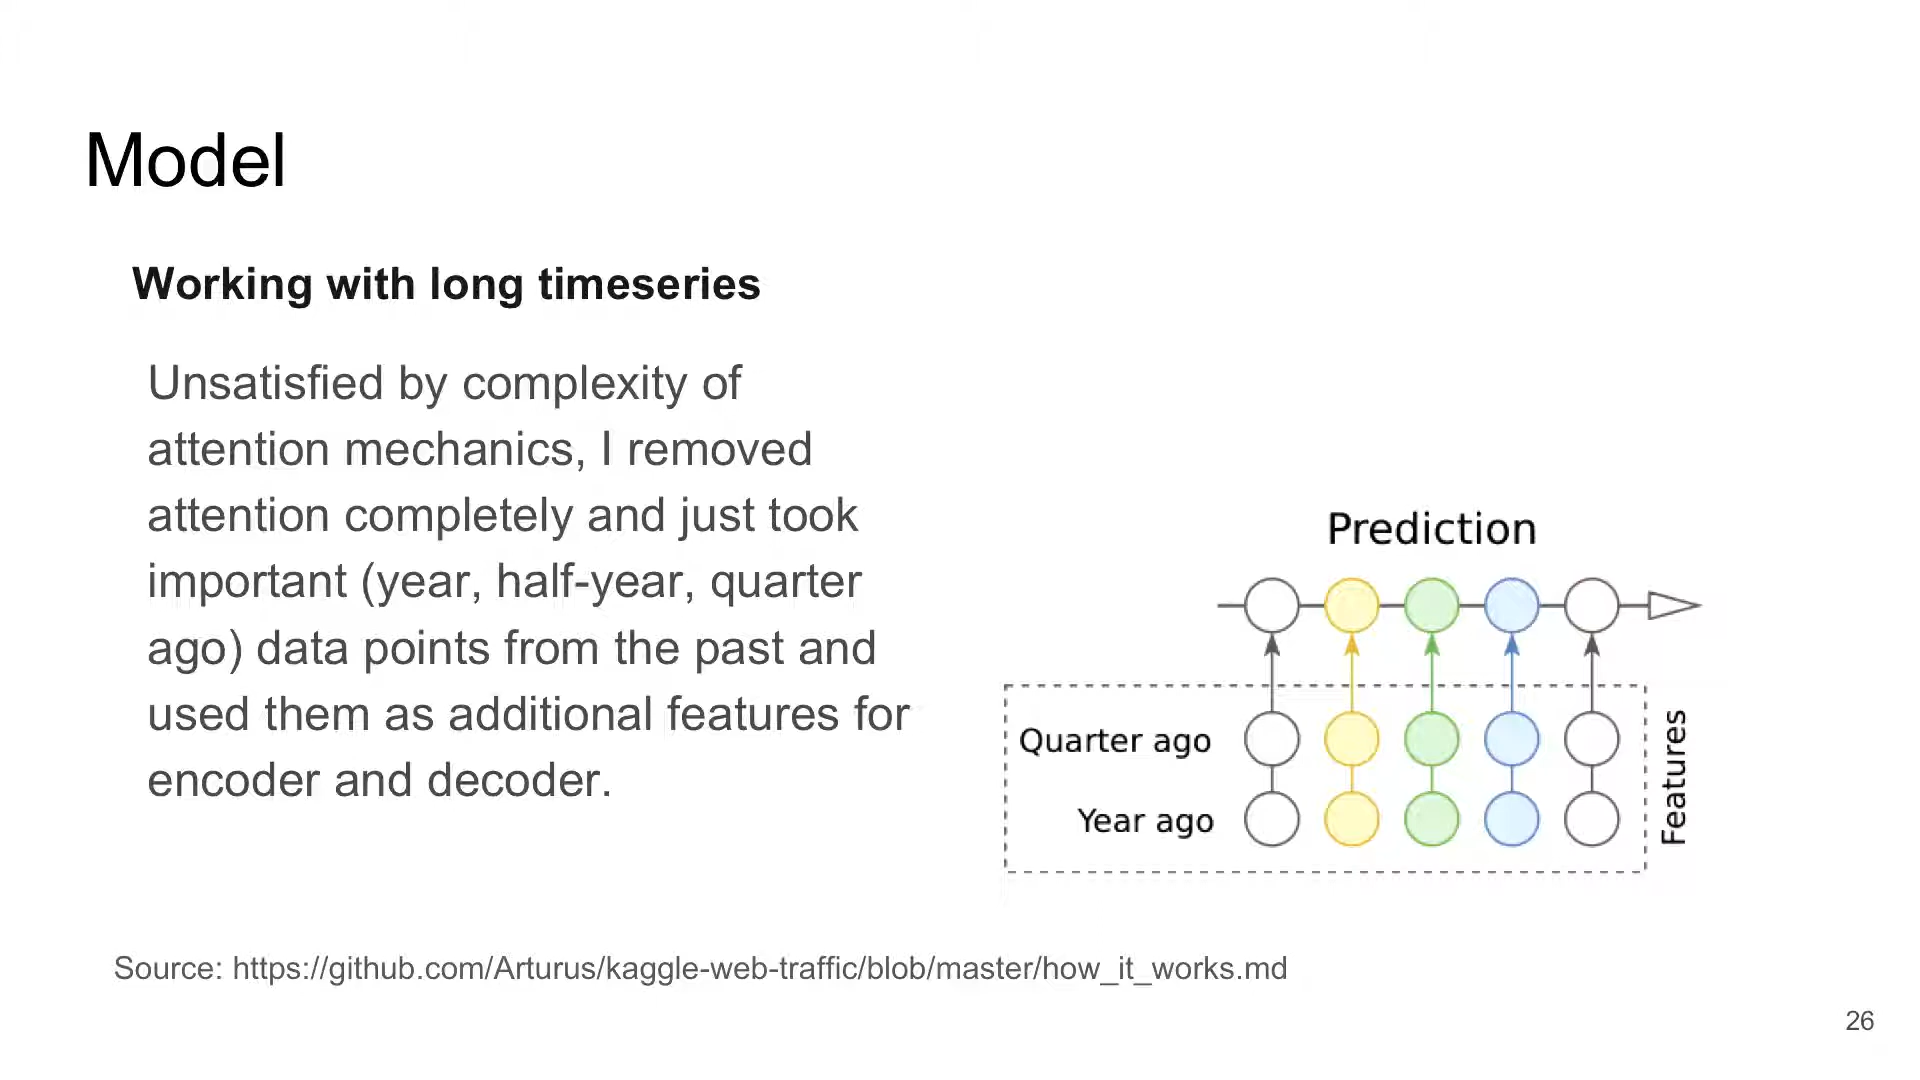 Model
Working with long timeseries
Unsatisfied by complexity of
attention mechanics, I removed
attention completely and just took
important (year, half-year, quarter
ago) data points from the past and
used them as additional features for
encoder and decoder.
Prediction
Quarter ago
Year ago
Features
Source: https://github.com/Arturus/kaggle-web-traffic/blob/master/how_it_works.md
26